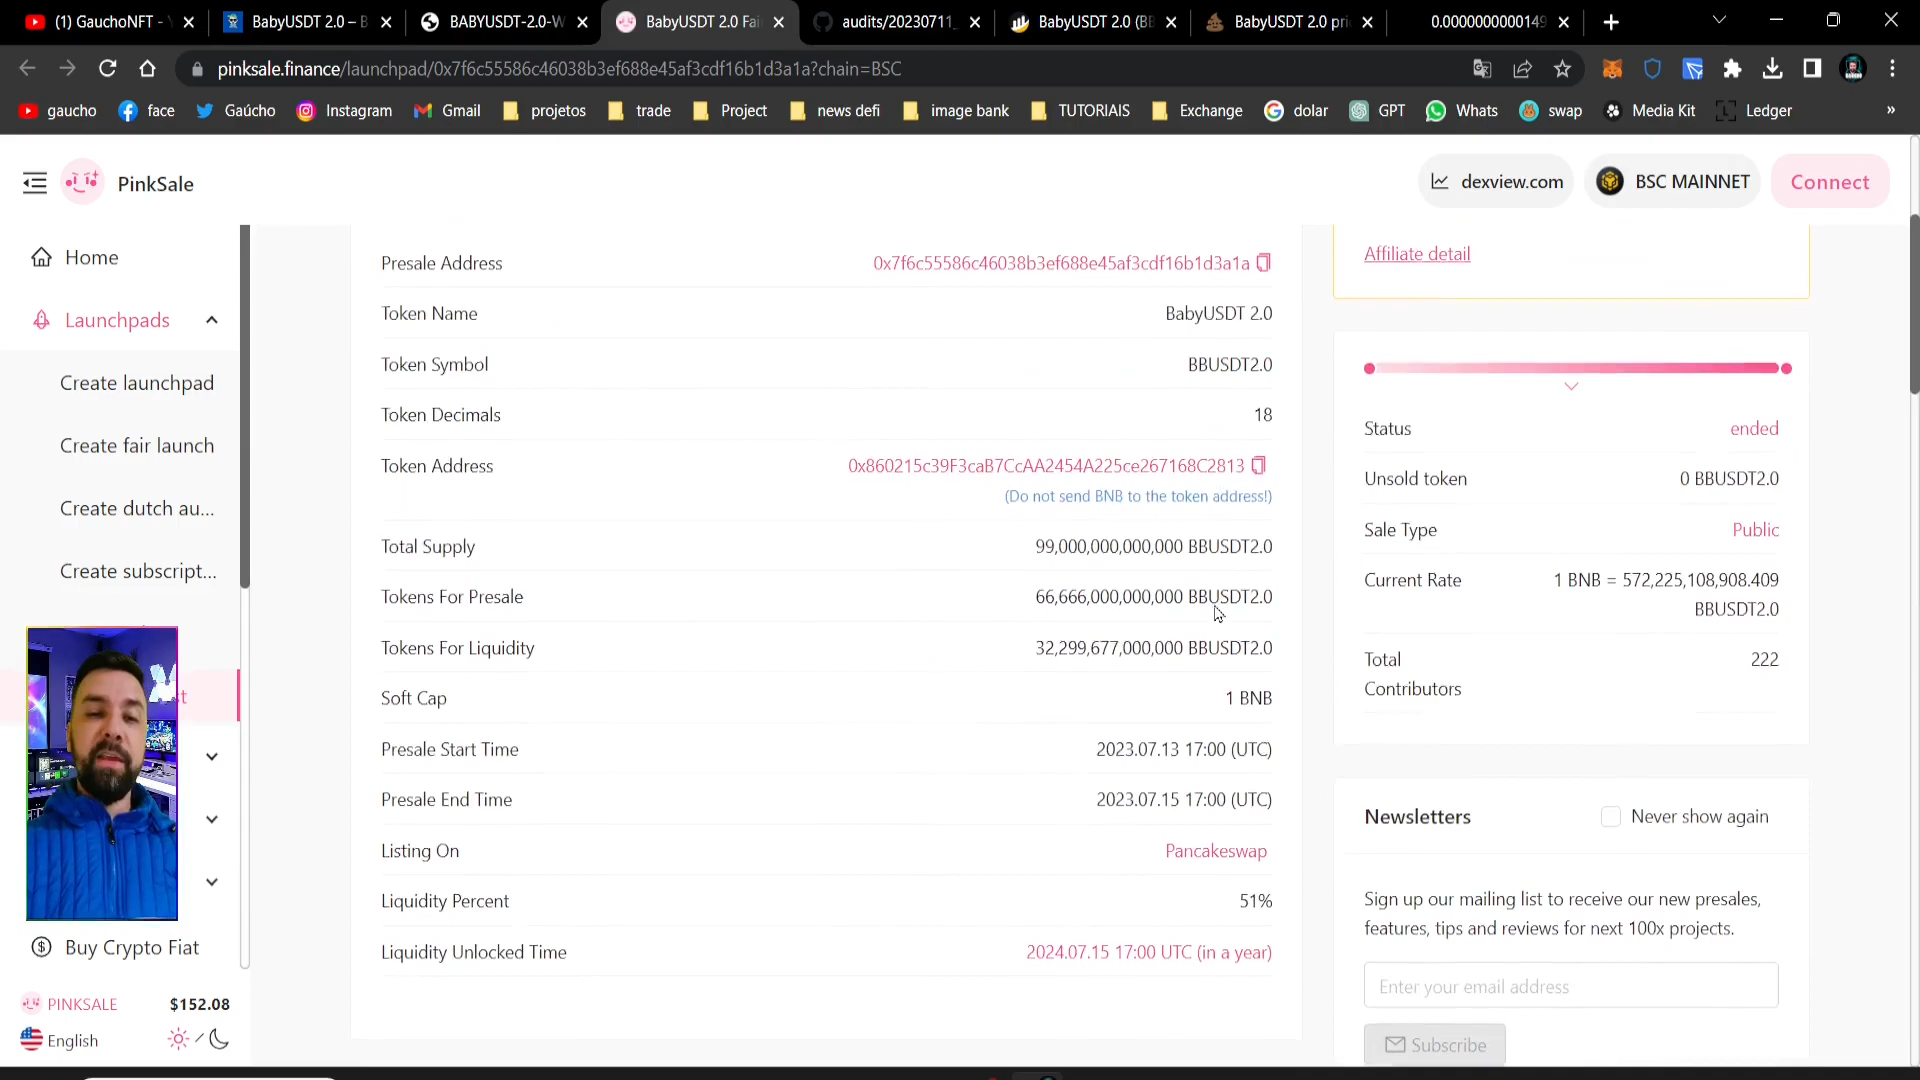 (1) GauchoNFT -
BabyUSDT 2.0 – B
BABYUSDT-2.0-W
BabyUSDT 2.0 Fai
audits/20230711_
BabyUSDT 2.0 (BB
BabyUSDT 2.0 pri
0.0000000000149
pinksale.finance/launchpad/0x7f6c55586c46038b3ef688e45af3cdf16b1d3a1a?chain=BSC
gaucho
face
Gaúcho
Instagram
Gmail
projetos
trade
Project
news defi
image bank
TUTORIAIS
Exchange
dolar
GPT
Whats
swap
Media Kit
Ledger
»
PinkSale
dexview.com
BSC MAINNET
Connect
Home
Launchpads
Create launchpad
Create fair launch
Create dutch au...
Create subscript...
Buy Crypto Fiat
PINKSALE $152.08
English
Presale Address 0x7f6c55586c46038b3ef688e45af3cdf16b1d3a1a
Token Name BabyUSDT 2.0
Token Symbol BBUSDT2.0
Token Decimals 18
Token Address 0x860215c39F3caB7CcAA2454A225ce267168C2813
(Do not send BNB to the token address!)
Total Supply 99,000,000,000,000 BBUSDT2.0
Tokens For Presale 66,666,000,000,000 BBUSDT2.0
Tokens For Liquidity 32,299,677,000,000 BBUSDT2.0
Soft Cap 1 BNB
Presale Start Time 2023.07.13 17:00 (UTC)
Presale End Time 2023.07.15 17:00 (UTC)
Listing On Pancakeswap
Liquidity Percent 51%
Liquidity Unlocked Time 2024.07.15 17:00 UTC (in a year)
Affiliate detail
Status ended
Unsold token 0 BBUSDT2.0
Sale Type Public
Current Rate 1 BNB = 572,225,108,908.409
BBUSDT2.0
Total 222
Contributors
Newsletters Never show again
Sign up our mailing list to receive our new presales,
features, tips and reviews for next 100x projects.
Enter your email address
Subscribe